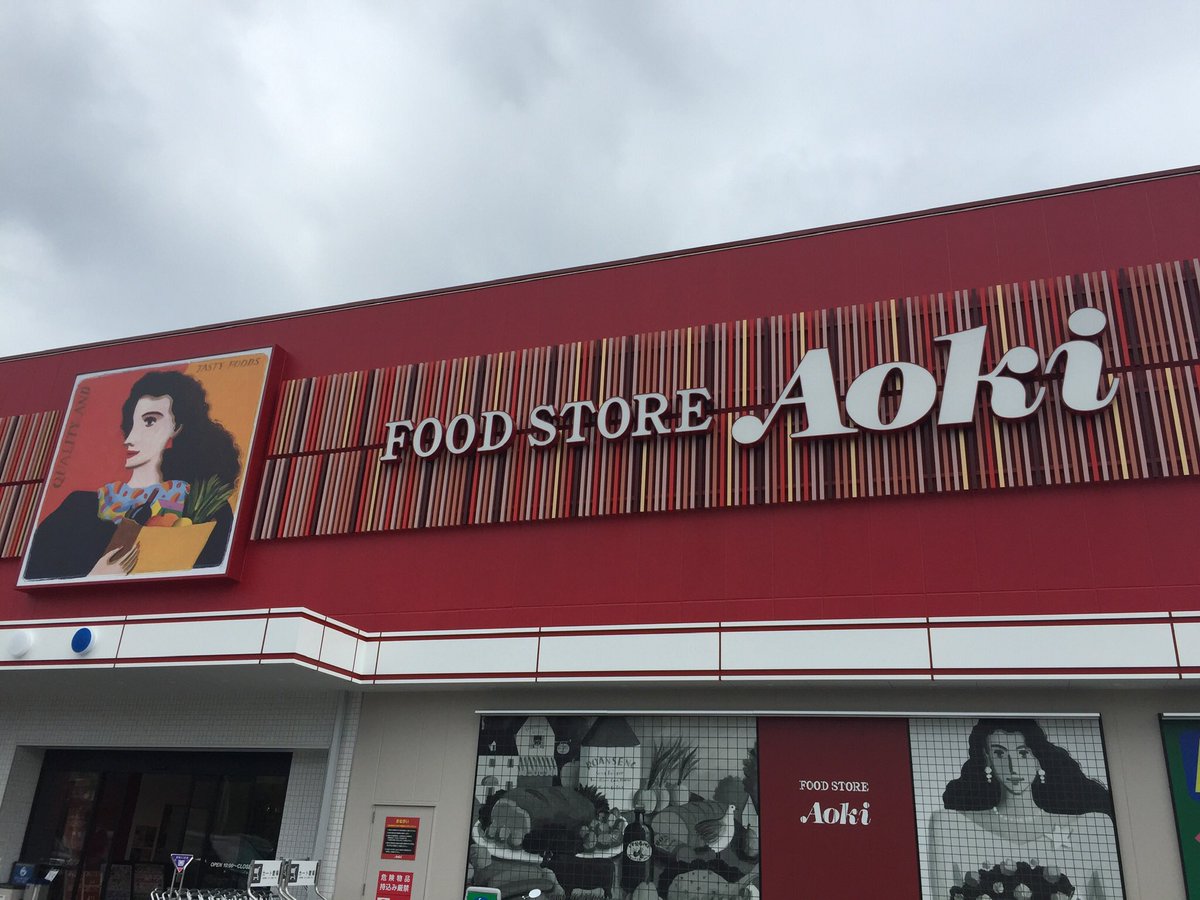 QUALITY AND
TASTY FOODS
FOOD STORE Aoki
FOOD STORE
Aoki
Aoki
危険物品
持込み厳禁